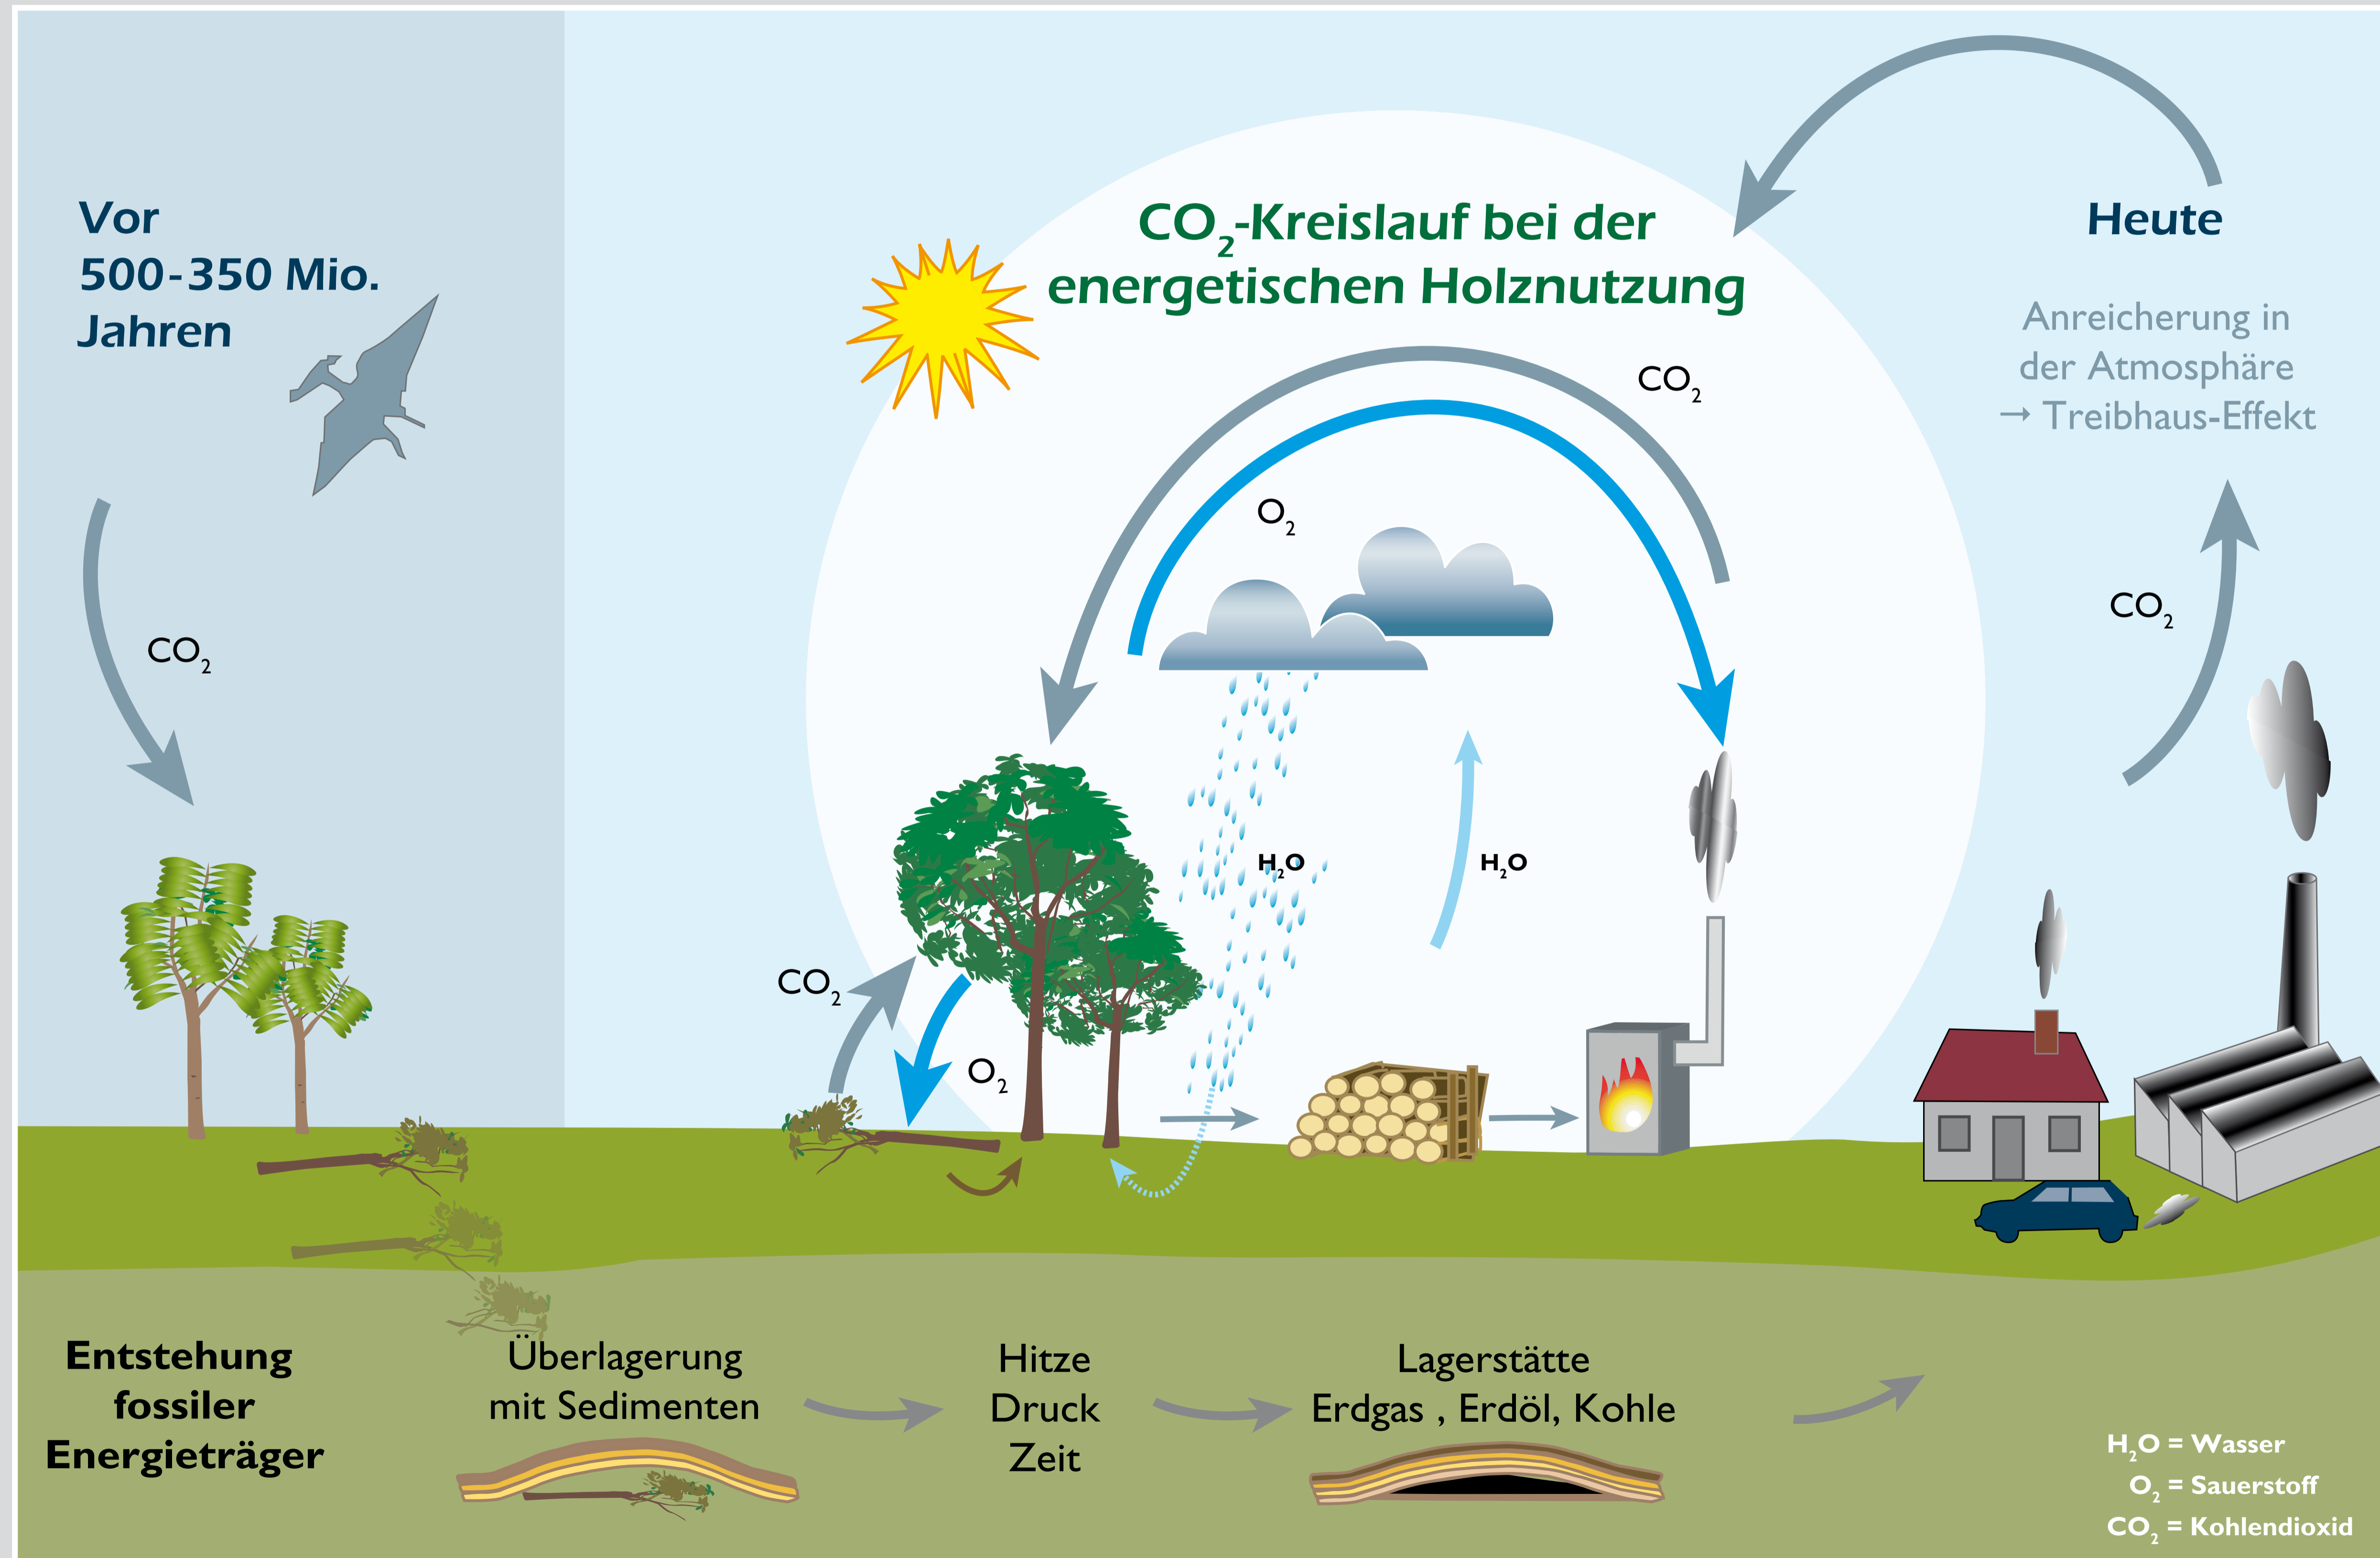 Vor
500-350 Mio.
Jahren
CO₂
CO₂-Kreislauf bei der
energetischen Holznutzung
CO₂
O₂
H₂O
H₂O
CO₂
O₂
Heute
Anreicherung in
der Atmosphäre
→ Treibhaus-Effekt
CO₂
Entstehung
fossiler
Energieträger
Überlagerung
mit Sedimenten
Hitze
Druck
Zeit
Lagerstätte
Erdgas , Erdöl, Kohle
H₂O = Wasser
O₂ = Sauerstoff
CO₂ = Kohlendioxid